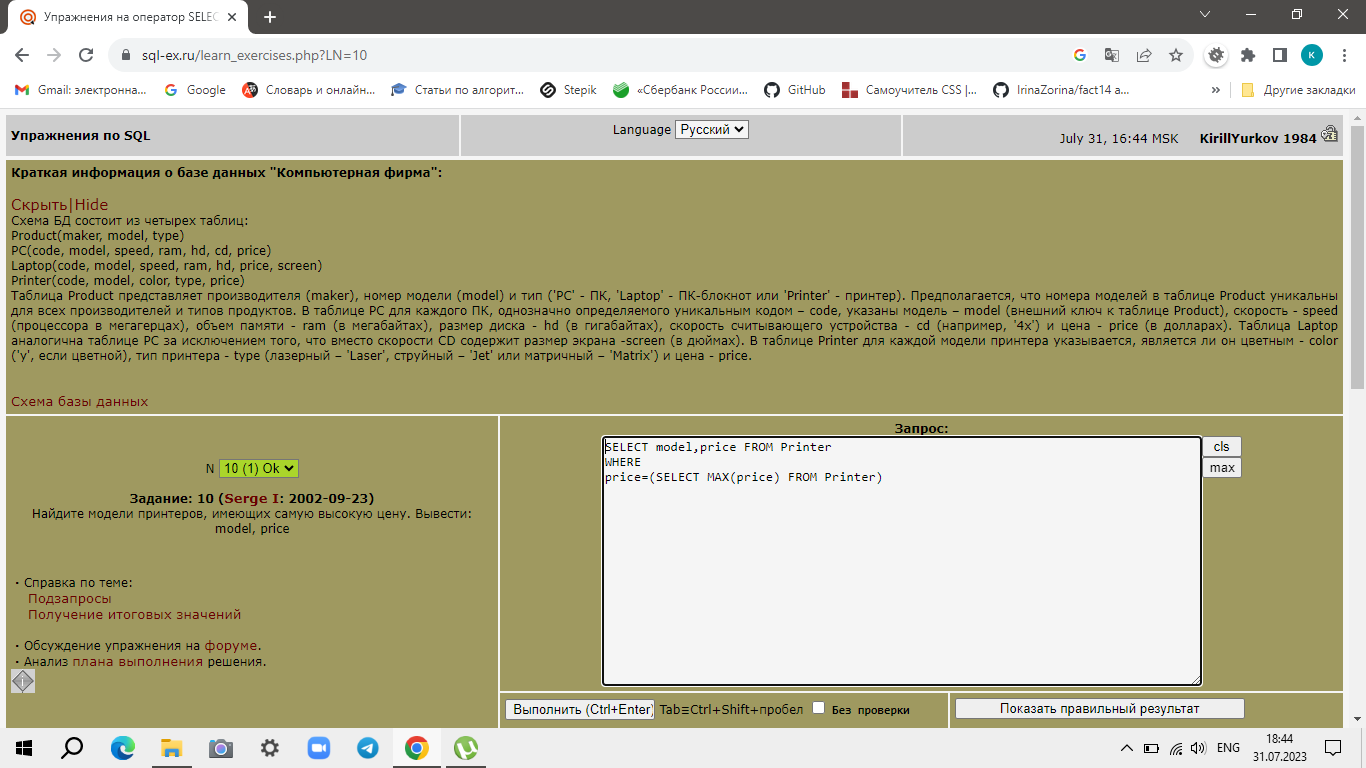 Упражнения на оператор SELEC
sql-ex.ru/learn_exercises.php?LN=10
K
Gmail: электронна...
Google
Словарь и онлайн...
Статьи по алгорит...
Stepik
«Сбербанк России...
GitHub
Самоучитель CSS |...
IrinaZorina/fact14 a...
»
Другие закладки
Упражнения по SQL
Language Русский
July 31, 16:44 MSK KirillYurkov 1984
Краткая информация о базе данных "Компьютерная фирма":
Скрыть|Hide
Схема БД состоит из четырех таблиц:
Product(maker, model, type)
PC(code, model, speed, ram, hd, cd, price)
Laptop(code, model, speed, ram, hd, price, screen)
Printer(code, model, color, type, price)
Таблица Product представляет производителя (maker), номер модели (model) и тип ('PC' - ПК, 'Laptop' - ПК-блокнот или 'Printer' - принтер). Предполагается, что номера моделей в таблице Product уникальны
для всех производителей и типов продуктов. В таблице PC для каждого ПК, однозначно определяемого уникальным кодом – code, указаны модель – model (внешний ключ к таблице Product), скорость - speed
(процессора в мегагерцах), объем памяти - ram (в мегабайтах), размер диска - hd (в гигабайтах), скорость считывающего устройства - cd (например, '4x') и цена - price (в долларах). Таблица Laptop
аналогична таблице РС за исключением того, что вместо скорости CD содержит размер экрана -screen (в дюймах). В таблице Printer для каждой модели принтера указывается, является ли он цветным - color
('y', если цветной), тип принтера - type (лазерный – 'Laser', струйный – 'Jet' или матричный – 'Matrix') и цена - price.
Схема базы данных
N 10 (1) Ok
Задание: 10 (Serge I: 2002-09-23)
Найдите модели принтеров, имеющих самую высокую цену. Вывести:
model, price
· Справка по теме:
Подзапросы
Получение итоговых значений
· Обсуждение упражнения на форуме.
· Анализ плана выполнения решения.
Запрос:
SELECT model,price FROM Printer
WHERE
price=(SELECT MAX(price) FROM Printer)
cls
max
Выполнить (Ctrl+Enter) Tab≡Ctrl+Shift+пробел Без проверки
Показать правильный результат
ENG
18:44
31.07.2023